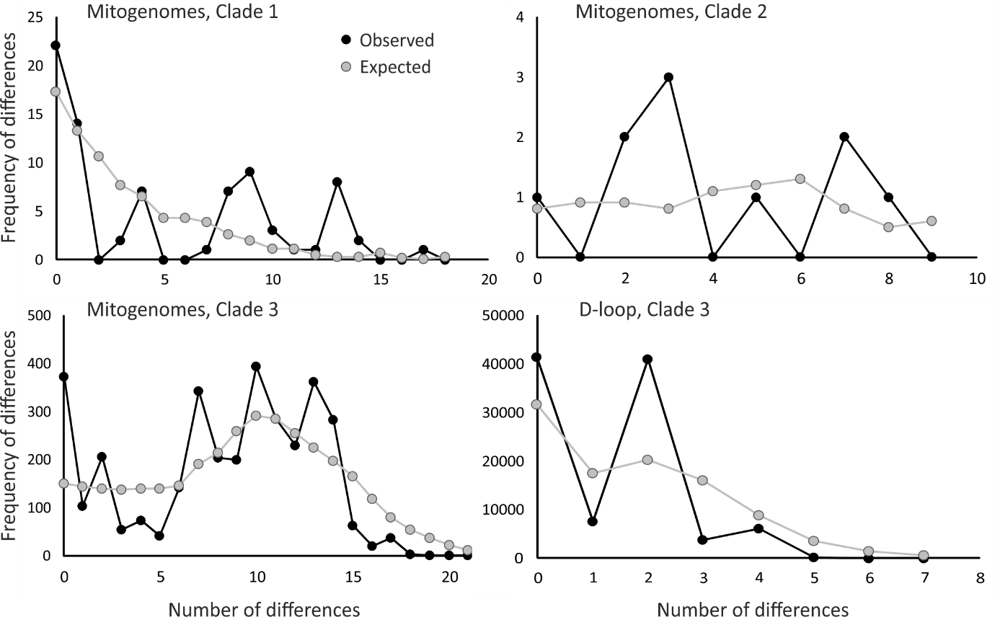 Mitogenomes, Clade 1
Frequency of differences
25
20
15
10
5
0
Observed
Expected
0 5 10 15 20
Mitogenomes, Clade 2
4
3
2
1
0
0 2 4 6 8 10
Mitogenomes, Clade 3
Frequency of differences
500
400
300
200
100
0
0 5 10 15 20
Number of differences
D-loop, Clade 3
50000
40000
30000
20000
10000
0
0 1 2 3 4 5 6 7 8
Number of differences